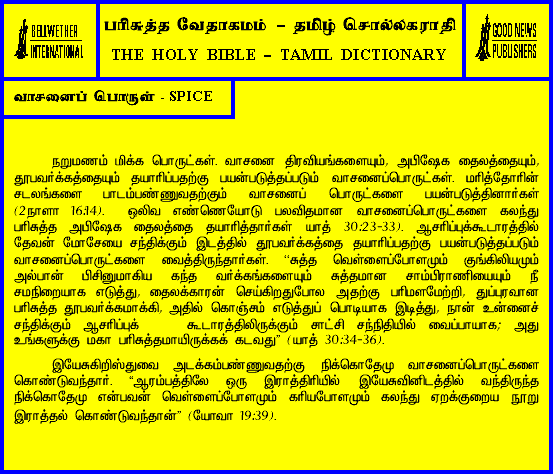 BELLWETHER
INTERNATIONAL
பரிசுத்த வேதாகமம் – தமிழ் சொல்லகராதி
THE HOLY BIBLE – TAMIL DICTIONARY
GOOD NEWS
PUBLISHERS
வாசனைப் பொருள் - SPICE
நறுமணம் மிக்க பொருட்கள். வாசனை திரவியங்களையும், அபிஷேக தைலத்தையும்,
தூபவர்க்கத்தையும் தயாரிப்பதற்கு பயன்படுத்தப்படும் வாசனைப்பொருட்கள். மரித்தோரின்
சடலங்களை பாடம்பண்ணுவதற்கும் வாசனைப் பொருட்களை பயன்படுத்தினார்கள்
(2நாளா 16:14). ஒலிவ எண்ணெயோடு பலவிதமான வாசனைப்பொருட்களை கலந்து
பரிசுத்த அபிஷேக தைலத்தை தயாரித்தார்கள் யாத் 30:23-33). ஆசரிப்புக்கூடாரத்தில்
தேவன் மோசேயை சந்திக்கும் இடத்தில் தூபவர்க்கத்தை தயாரிப்பதற்கு பயன்படுத்தப்படும்
வாசனைப்பொருட்களை வைத்திருந்தார்கள். “சுத்த வெள்ளைப்போளமும் குங்கிலியமும்
அல்பான் பிசினுமாகிய கந்த வர்க்கங்களையும் சுத்தமான சாம்பிராணியையும் நீ
சமநிறையாக எடுத்து, தைலக்காரன் செய்கிறதுபோல அதற்கு பரிமளமேற்றி, துப்புரவான
பரிசுத்த தூபவர்க்கமாக்கி, அதில் கொஞ்சம் எடுத்துப் பொடியாக இடித்து, நான் உன்னைச்
சந்திக்கும் ஆசரிப்புக் கூடாரத்திலிருக்கும் சாட்சி சந்நிதியில் வைப்பாயாக; அது
உங்களுக்கு மகா பரிசுத்தமாயிருக்கக் கடவது” (யாத் 30:34-36).
இயேசுகிறிஸ்துவை அடக்கம்பண்ணுவதற்கு நிக்கொதேமு வாசனைப்பொருட்களை
கொண்டுவந்தார். “ஆரம்பத்திலே ஒரு இராத்திரியில் இயேசுவினிடத்தில் வந்திருந்த
நிக்கொதேமு என்பவன் வெள்ளைப்போளமும் கரியபோளமும் கலந்து ஏறக்குறைய நூறு
இராத்தல் கொண்டுவந்தான்” (யோவா 19:39).